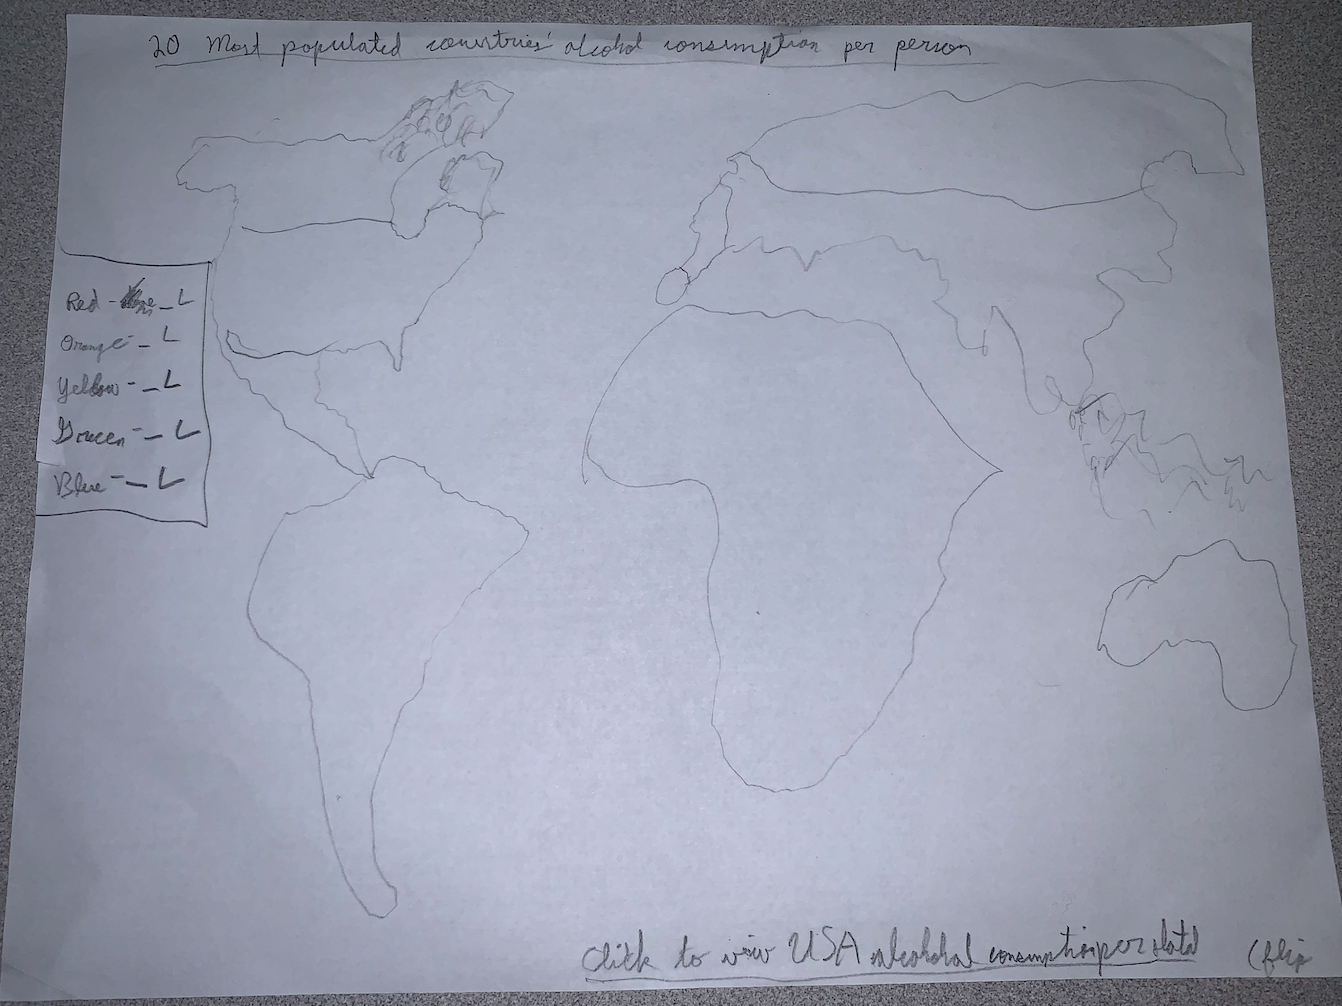 20 Most populated countries' alcohol consumption per person
Red - _ L
Orange - _ L
Yellow - _ L
Green - _ L
Blue - _ L
Click to view USA alcohol consumption per state (flip